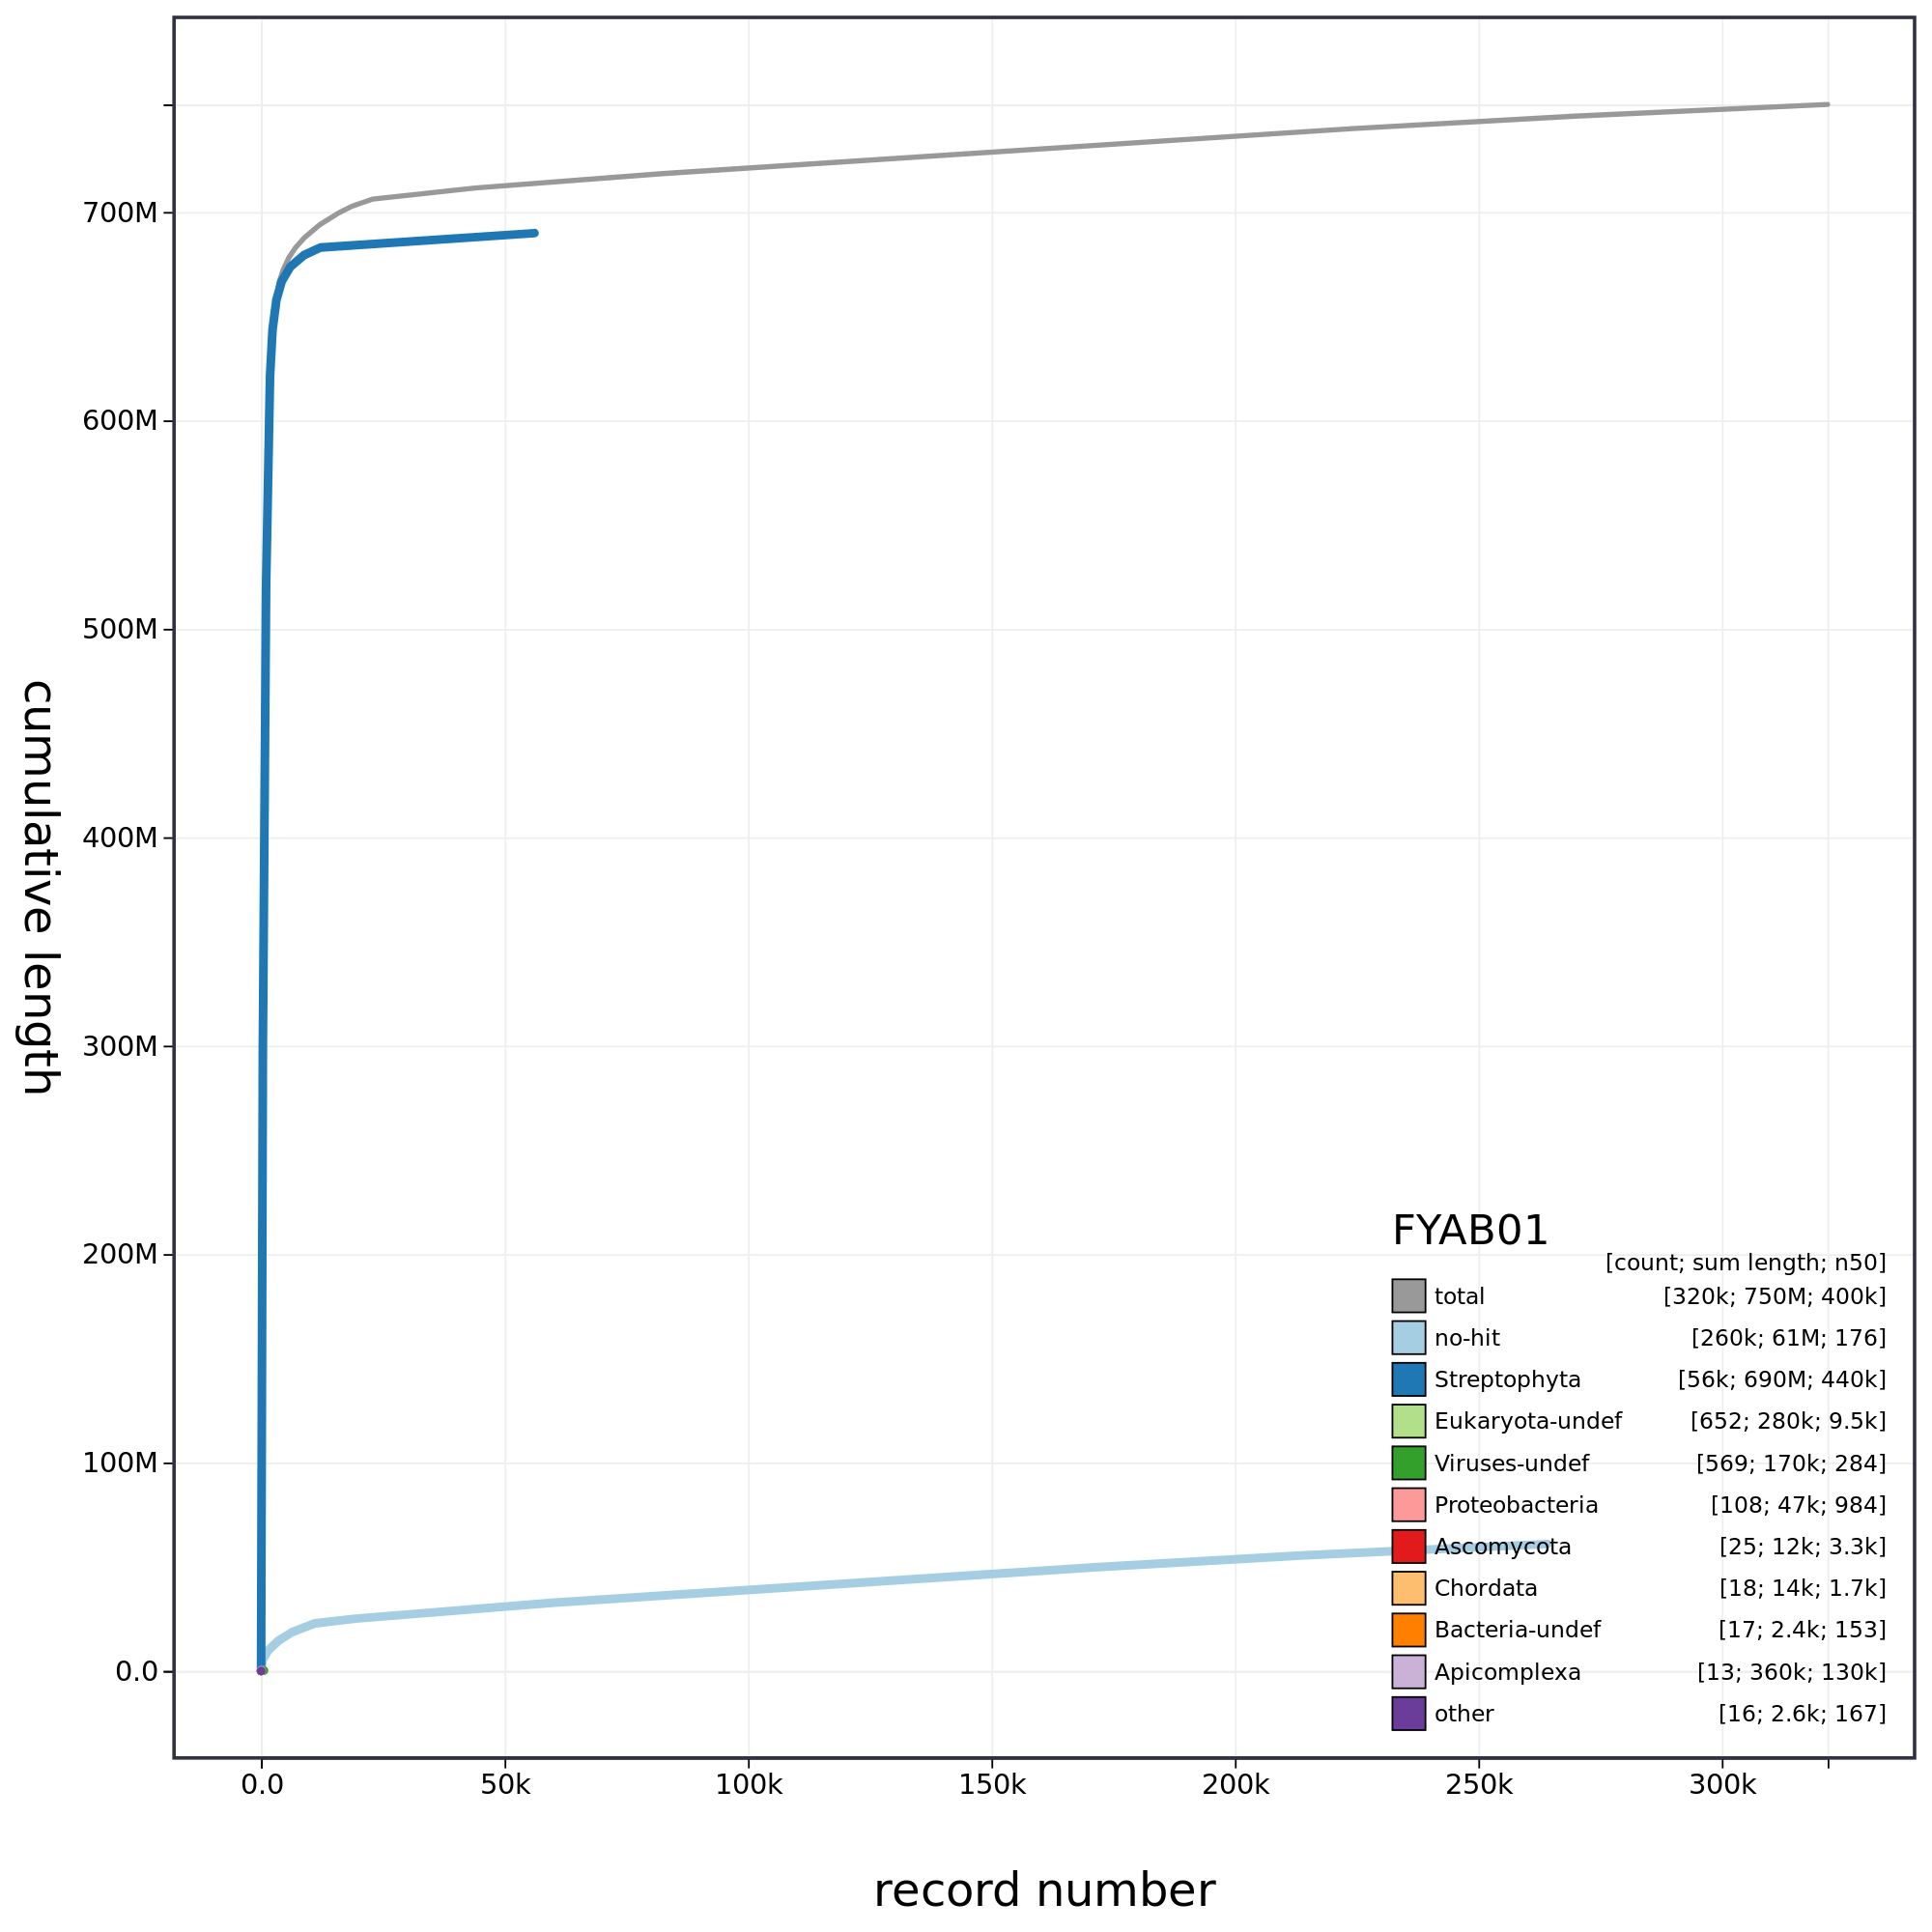 700M
600M
500M
400M
300M
200M
100M
0.0
cumulative length
FYAB01
[count; sum length; n50]
total [320k; 750M; 400k]
no-hit [260k; 61M; 176]
Streptophyta [56k; 690M; 440k]
Eukaryota-undef [652; 280k; 9.5k]
Viruses-undef [569; 170k; 284]
Proteobacteria [108; 47k; 984]
Ascomycota [25; 12k; 3.3k]
Chordata [18; 14k; 1.7k]
Bacteria-undef [17; 2.4k; 153]
Apicomplexa [13; 360k; 130k]
other [16; 2.6k; 167]
0.0 50k 100k 150k 200k 250k 300k
record number